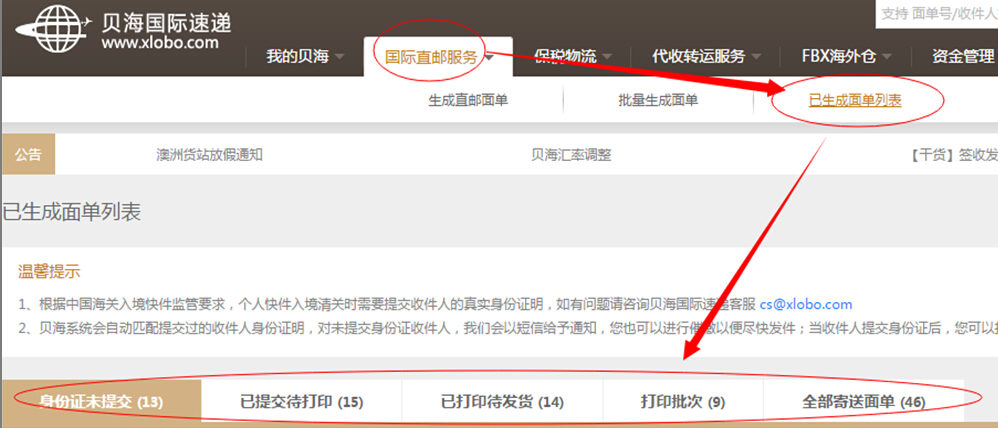 贝海国际速递
www.xlobo.com
支持 面单号/收件人
我的贝海 国际直邮服务 保税物流 代收转运服务 FBX海外仓 资金管理
生成直邮面单 批量生成面单 已生成面单列表
公告 澳洲货站放假通知 贝海汇率调整 【干货】签收发
已生成面单列表
温馨提示
1、根据中国海关入境快件监管要求，个人快件入境清关时需要提交收件人的真实身份证明，如有问题请咨询贝海国际速递客服 cs@xlobo.com
2、贝海系统会自动匹配提交过的收件人身份证明，对未提交身份证收件人，我们会以短信给予通知，您也可以进行催缴以便尽快发件；当收件人提交身份证后，您可以
身份证未提交 (13) 已提交待打印 (15) 已打印待发货 (14) 打印批次 (9) 全部寄送面单 (46)